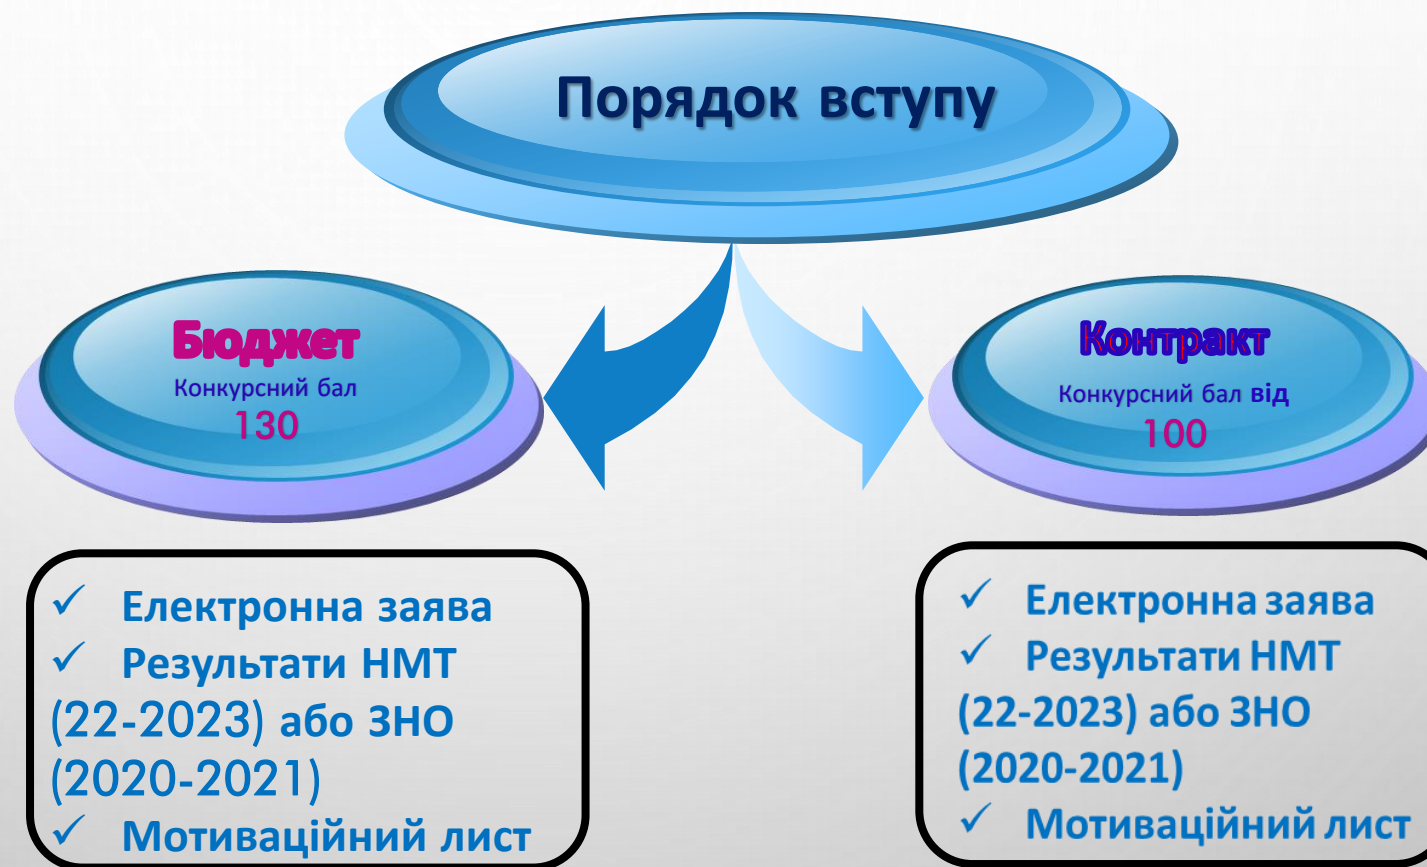 Порядок вступу
Бюджет
Конкурсний бал
130
Контракт
Конкурсний бал від
100
✓ Електронна заява
✓ Результати НМТ
(22-2023) або ЗНО
(2020-2021)
✓ Мотиваційний лист
✓ Електронна заява
✓ Результати НМТ
(22-2023) або ЗНО
(2020-2021)
✓ Мотиваційний лист